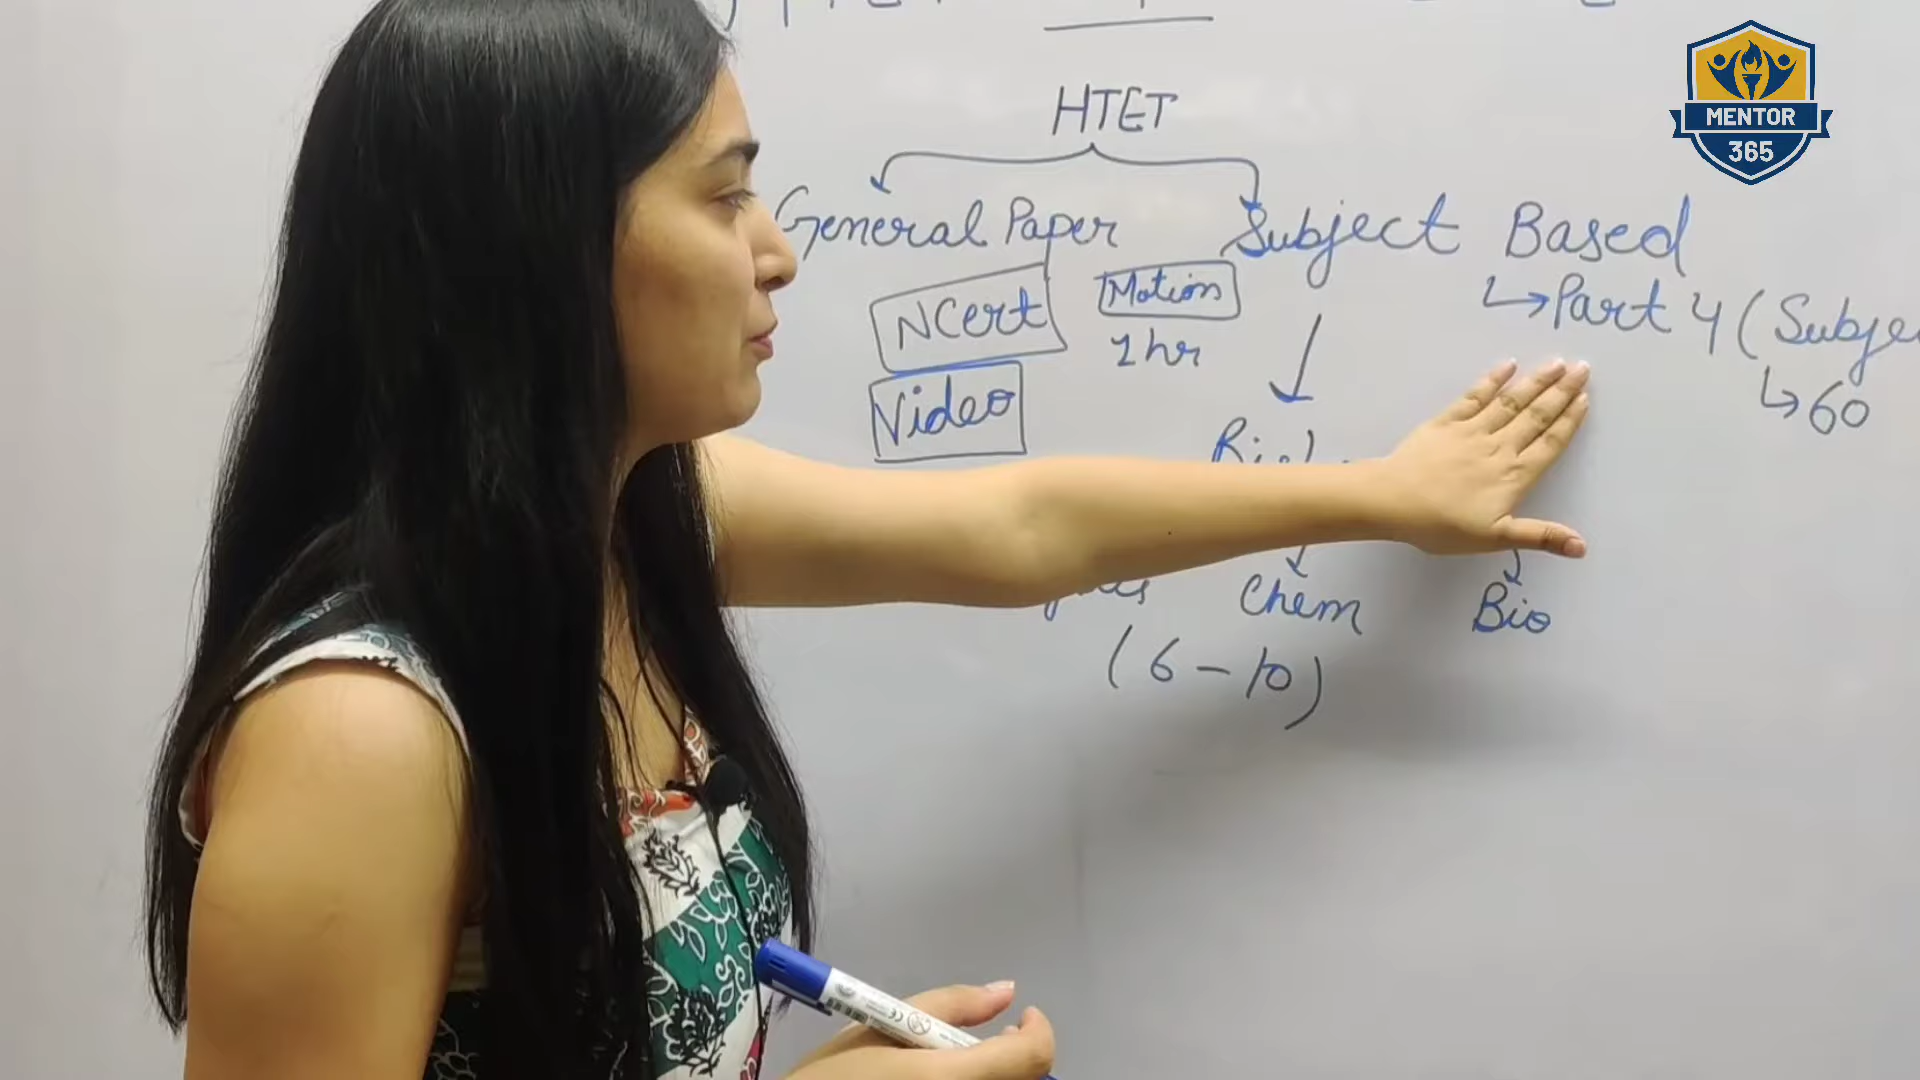 HTET
General Paper
Subject Based
Part 4 (Subje
NCert
Motion
1 hr
60
Video
Chem
Bio
(6-10)
MENTOR
365